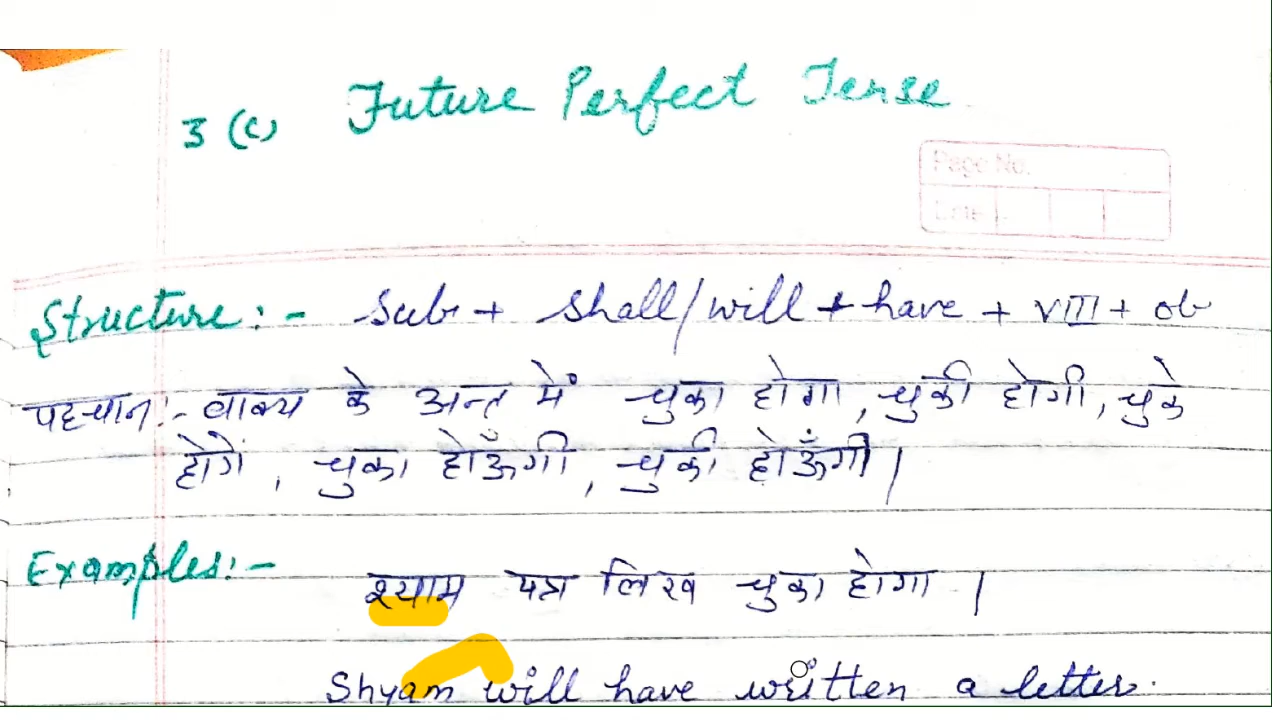 3 (c) Future Perfect Tense
Page No.
Date
Structure:- Sub + Shall/will + have + VIII + ob
पहचान:- वाक्य के अन्त में चुका होगा, चुकी होगी, चुके
होगें, चुका होऊँगी, चुकी होऊँगी।
Examples:- श्याम पत्र लिख चुका होगा ।
Shyam will have written a letter.